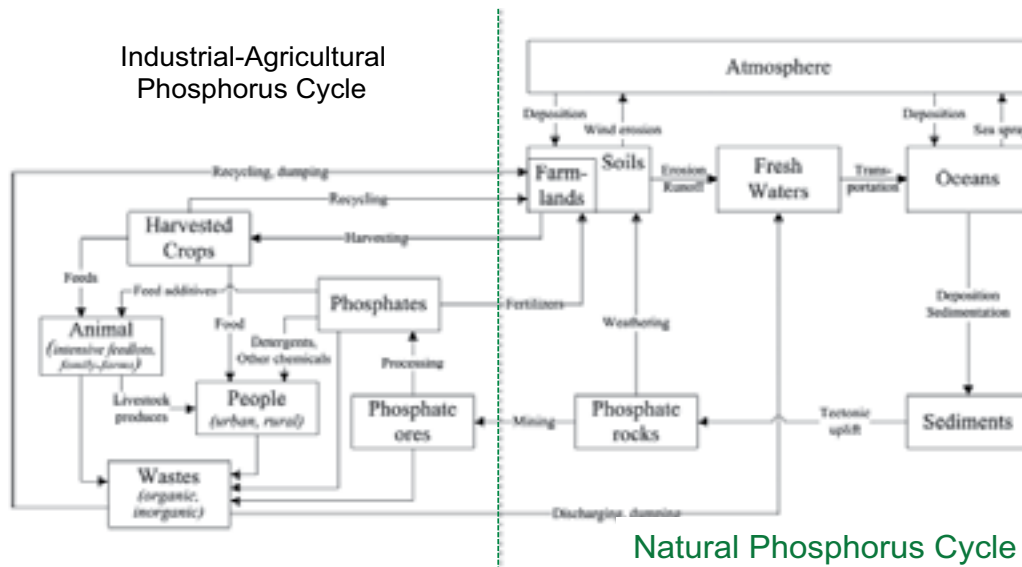 Industrial-Agricultural
Phosphorus Cycle
Atmosphere
Deposition
Wind erosion
Deposition
Sea spray
Recycling, dumping
Farm-
lands
Soils
Erosion
Runoff
Fresh
Waters
Trans-
portation
Oceans
Recycling
Harvested
Crops
Harvesting
Feeds
Feed additives
Phosphates
Fertilizers
Animal
(intensive feedlots,
family-farms)
Food
Detergents,
Other chemicals
Processing
Weathering
Deposition
Sedimentation
Livestock
produces
People
(urban, rural)
Phosphate
ores
Mining
Phosphate
rocks
Tectonic
uplift
Sediments
Wastes
(organic,
inorganic)
Discharging, dumping
Natural Phosphorus Cycle